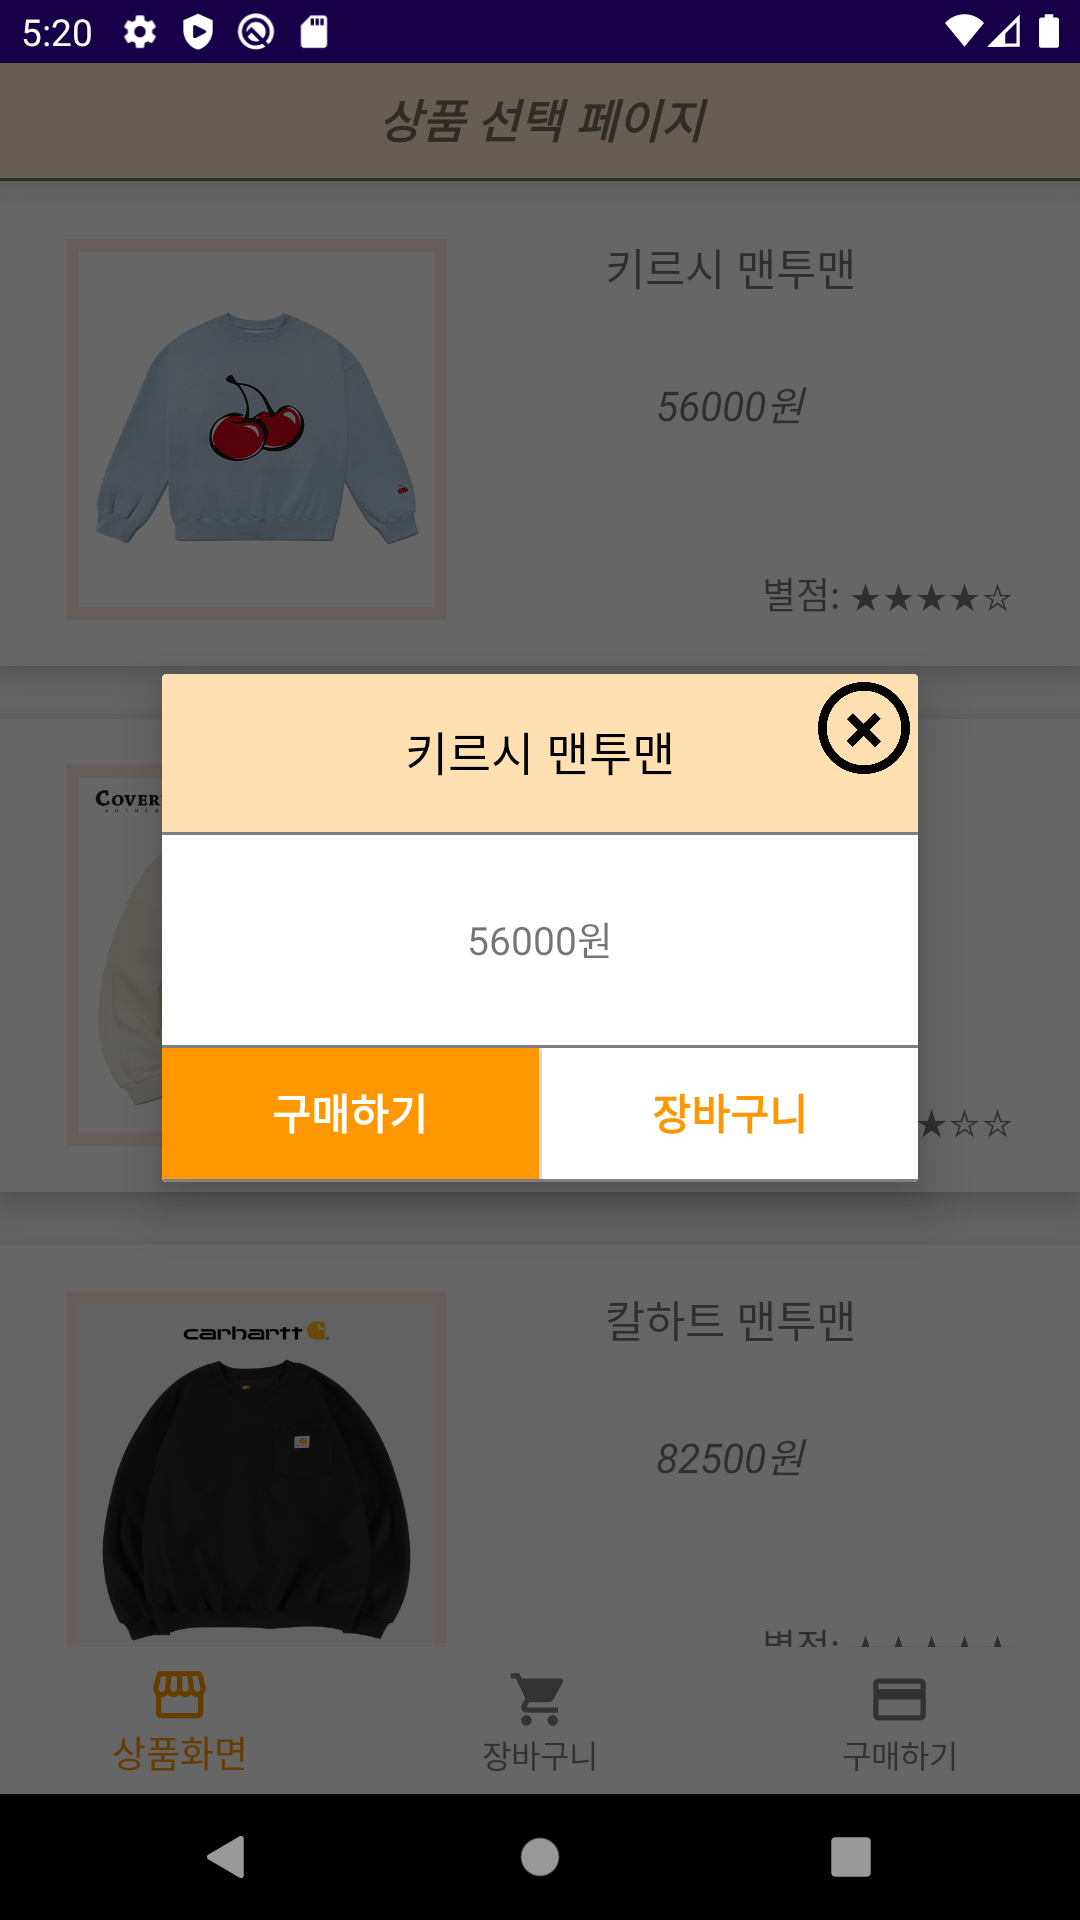 5:20
상품 선택 페이지
키르시 맨투맨
56000원
별점: ★★★★☆
키르시 맨투맨
COVER
56000원
구매하기
장바구니
★☆☆
carhartt
칼하트 맨투맨
82500원
별점: ★★★★★
상품화면
장바구니
구매하기